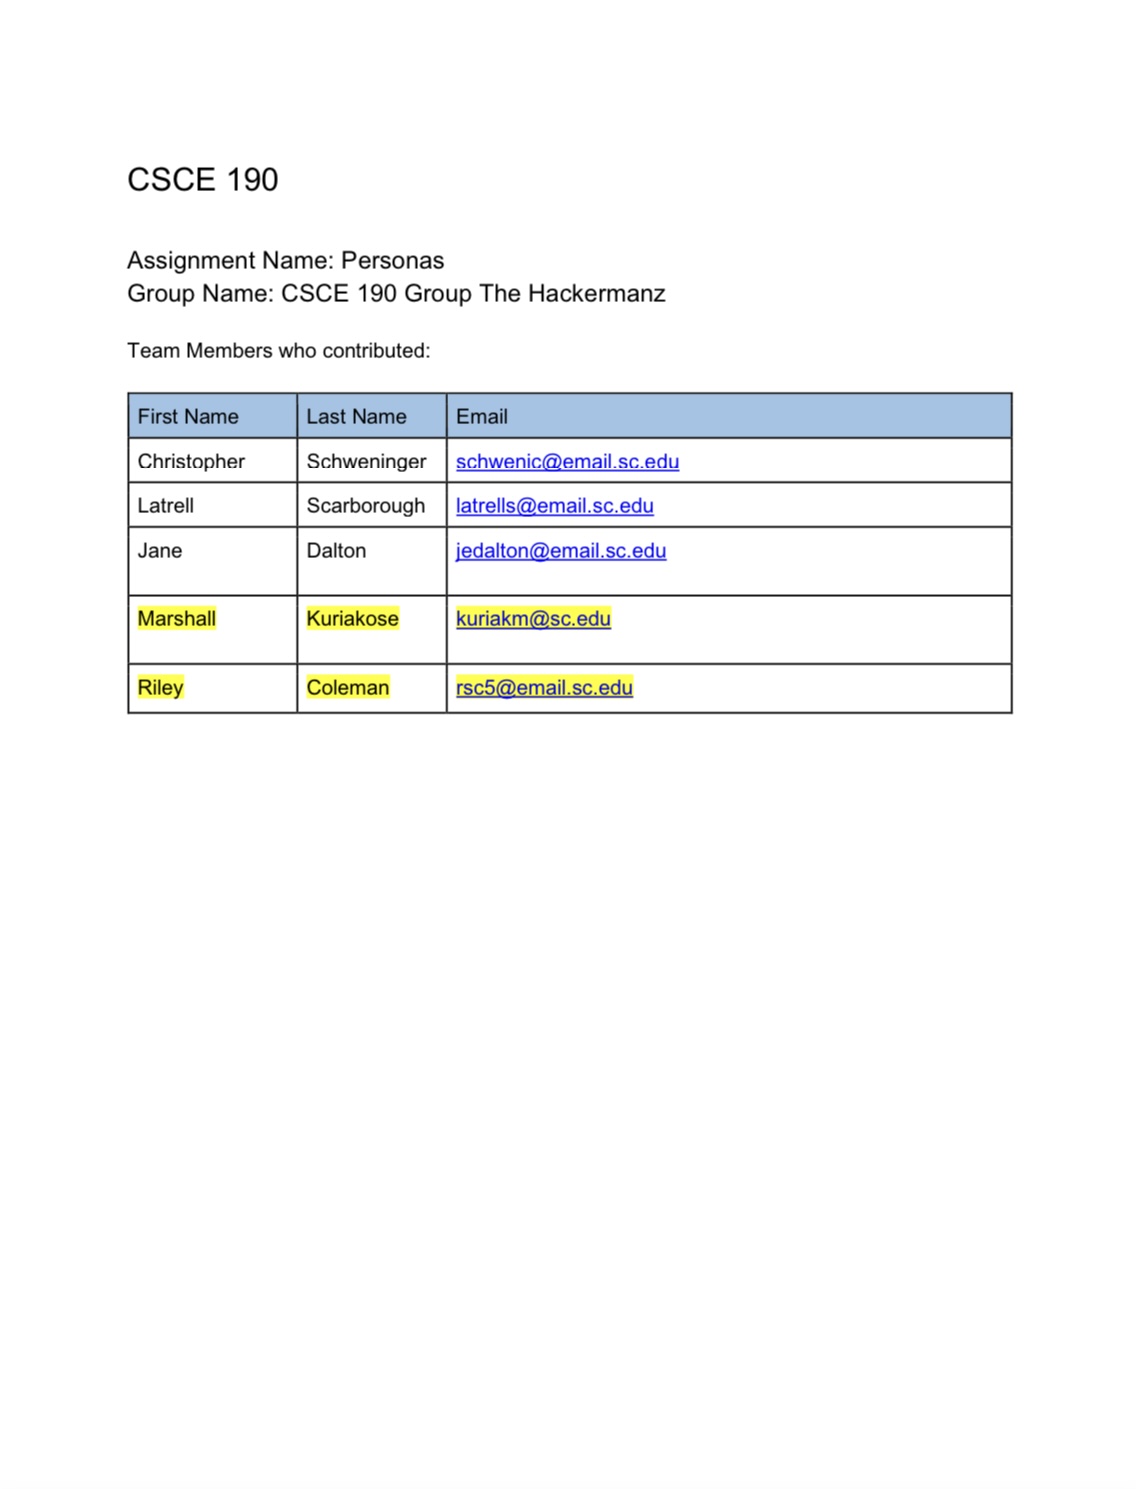 CSCE 190
Assignment Name: Personas
Group Name: CSCE 190 Group The Hackermanz
Team Members who contributed:
First Name Last Name Email
Christopher Schweninger schwenic@email.sc.edu
Latrell Scarborough latrells@email.sc.edu
Jane Dalton jedalton@email.sc.edu
Marshall Kuriakose kuriakm@sc.edu
Riley Coleman rsc5@email.sc.edu